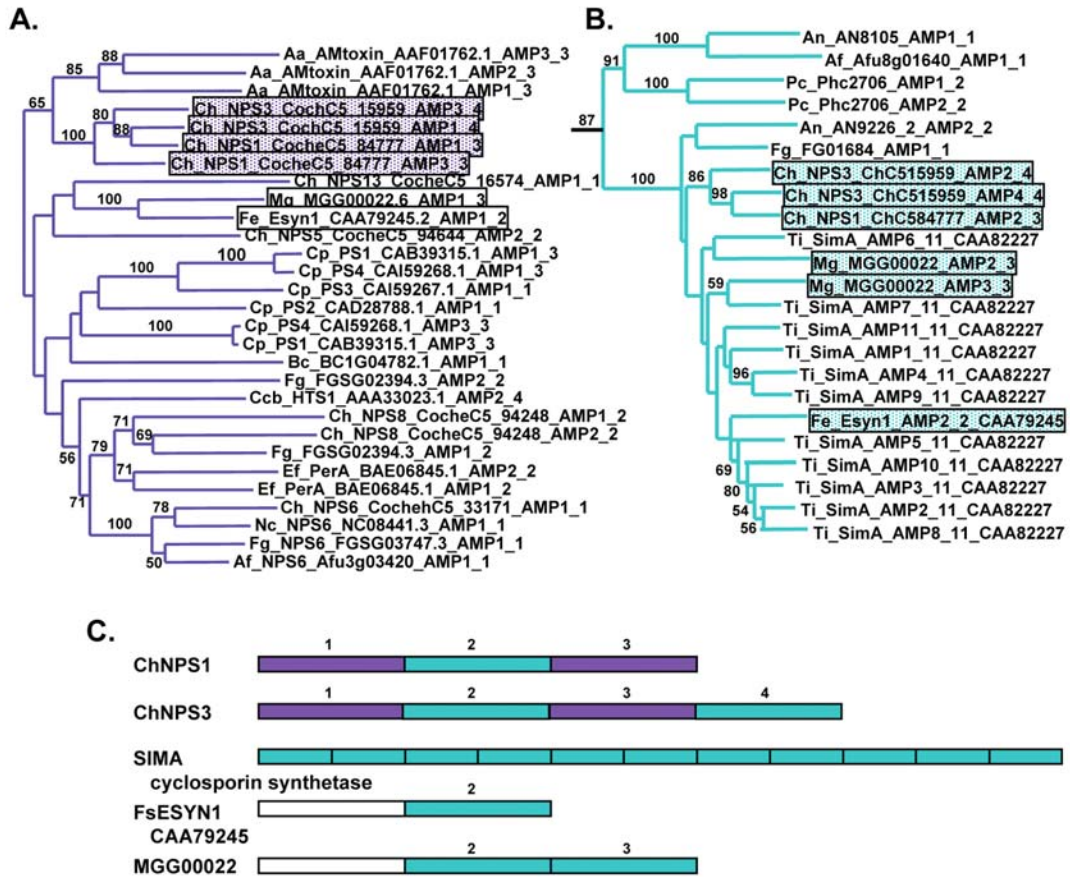 A.
88
Aa_AMtoxin_AAF01762.1_AMP3_3
85
Aa_AMtoxin_AAF01762.1_AMP2_3
65
Aa_AMtoxin_AAF01762.1_AMP1_3
Ch_NPS3_CochC5_15959_AMP3_4
80
Ch_NPS3_CochC5_15959_AMP1_4
88
100
Ch_NPS1_CocheC5_84777_AMP1_3
Ch_NPS1_CocheC5_84777_AMP3_3
Ch_NPS13_CocheC5_16574_AMP1_1
100
Mg_MGG00022.6_AMP1_3
Fe_Esyn1_CAA79245.2_AMP1_2
Ch_NPS5_CocheC5_94644_AMP2_2
100
Cp_PS1_CAB39315.1_AMP1_3
100
Cp_PS4_CAI59268.1_AMP1_3
Cp_PS3_CAI59267.1_AMP1_1
Cp_PS2_CAD28788.1_AMP1_1
100
Cp_PS4_CAI59268.1_AMP3_3
Cp_PS1_CAB39315.1_AMP3_3
Bc_BC1G04782.1_AMP1_1
Fg_FGSG02394.3_AMP2_2
Ccb_HTS1_AAA33023.1_AMP2_4
71
Ch_NPS8_CocheC5_94248_AMP1_2
69
Ch_NPS8_CocheC5_94248_AMP2_2
56
79
Fg_FGSG02394.3_AMP1_2
71
Ef_PerA_BAE06845.1_AMP2_2
Ef_PerA_BAE06845.1_AMP1_2
71
78
Ch_NPS6_CochehC5_33171_AMP1_1
100
Nc_NPS6_NC08441.3_AMP1_1
Fg_NPS6_FGSG03747.3_AMP1_1
50
Af_NPS6_Afu3g03420_AMP1_1
B.
100
An_AN8105_AMP1_1
91
Af_Afu8g01640_AMP1_1
100
Pc_Phc2706_AMP1_2
Pc_Phc2706_AMP2_2
87
An_AN9226_2_AMP2_2
Fg_FG01684_AMP1_1
100
86
Ch_NPS3_ChC515959_AMP2_4
98
Ch_NPS3_ChC515959_AMP4_4
Ch_NPS1_ChC584777_AMP2_3
Ti_SimA_AMP6_11_CAA82227
Mg_MGG00022_AMP2_3
59
Mg_MGG00022_AMP3_3
Ti_SimA_AMP7_11_CAA82227
Ti_SimA_AMP11_11_CAA82227
Ti_SimA_AMP1_11_CAA82227
96
Ti_SimA_AMP4_11_CAA82227
Ti_SimA_AMP9_11_CAA82227
Fe_Esyn1_AMP2_2_CAA79245
Ti_SimA_AMP5_11_CAA82227
69
Ti_SimA_AMP10_11_CAA82227
80
Ti_SimA_AMP3_11_CAA82227
54
Ti_SimA_AMP2_11_CAA82227
56
Ti_SimA_AMP8_11_CAA82227
C.
1 2 3
ChNPS1
1 2 3 4
ChNPS3
SIMA
cyclosporin synthetase
2
FsESYN1
CAA79245
2 3
MGG00022